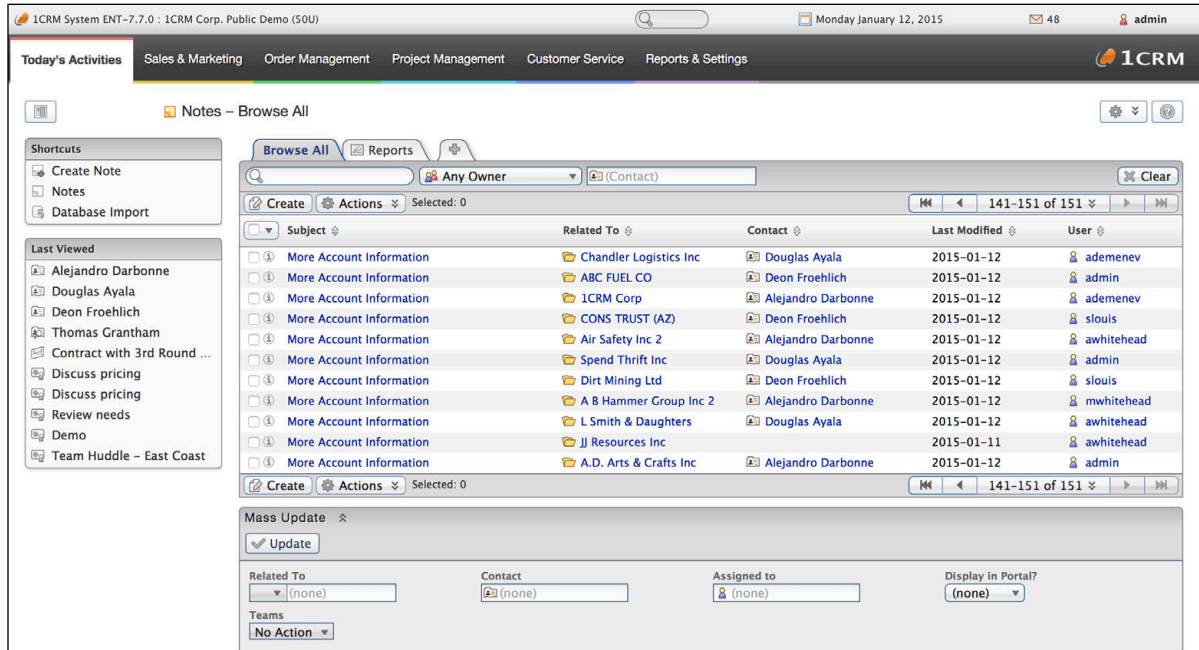 1CRM System ENT-7.7.0 : 1CRM Corp. Public Demo (50U) Monday January 12, 2015 48 admin
Today's Activities Sales & Marketing Order Management Project Management Customer Service Reports & Settings 1CRM
Notes – Browse All
Shortcuts
Create Note
Notes
Database Import
Last Viewed
Alejandro Darbonne
Douglas Ayala
Deon Froehlich
Thomas Grantham
Contract with 3rd Round ...
Discuss pricing
Discuss pricing
Review needs
Demo
Team Huddle – East Coast
Browse All Reports
Any Owner (Contact) Clear
Create Actions Selected: 0 141-151 of 151
Subject Related To Contact Last Modified User
More Account Information Chandler Logistics Inc Douglas Ayala 2015-01-12 ademenev
More Account Information ABC FUEL CO Deon Froehlich 2015-01-12 admin
More Account Information 1CRM Corp Alejandro Darbonne 2015-01-12 ademenev
More Account Information CONS TRUST (AZ) Deon Froehlich 2015-01-12 slouis
More Account Information Air Safety Inc 2 Alejandro Darbonne 2015-01-12 awhitehead
More Account Information Spend Thrift Inc Douglas Ayala 2015-01-12 admin
More Account Information Dirt Mining Ltd Deon Froehlich 2015-01-12 slouis
More Account Information A B Hammer Group Inc 2 Alejandro Darbonne 2015-01-12 mwhitehead
More Account Information L Smith & Daughters Douglas Ayala 2015-01-12 awhitehead
More Account Information JJ Resources Inc 2015-01-11 awhitehead
More Account Information A.D. Arts & Crafts Inc Alejandro Darbonne 2015-01-12 admin
Create Actions Selected: 0 141-151 of 151
Mass Update
Update
Related To Contact Assigned to Display in Portal?
(none) (none) (none) (none)
Teams
No Action